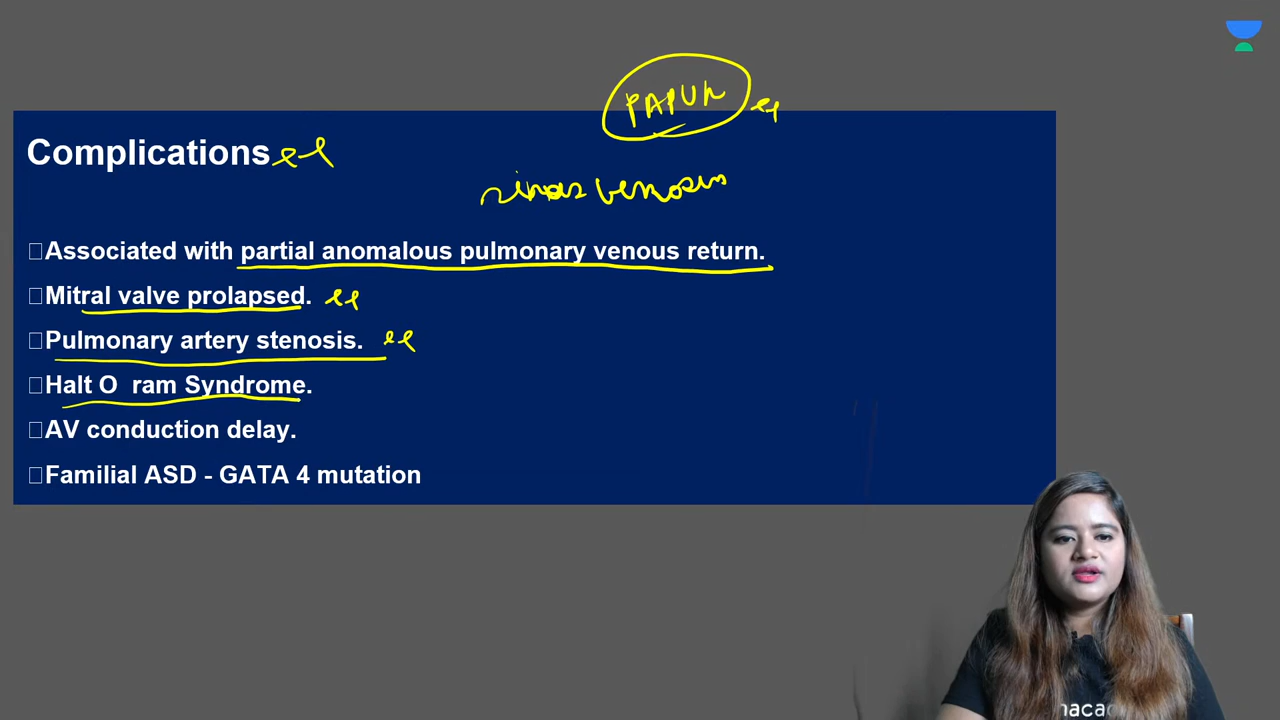 PAPVR
Complications
sinus venosus
Associated with partial anomalous pulmonary venous return.
Mitral valve prolapsed.
Pulmonary artery stenosis.
Halt O ram Syndrome.
AV conduction delay.
Familial ASD - GATA 4 mutation
nacad